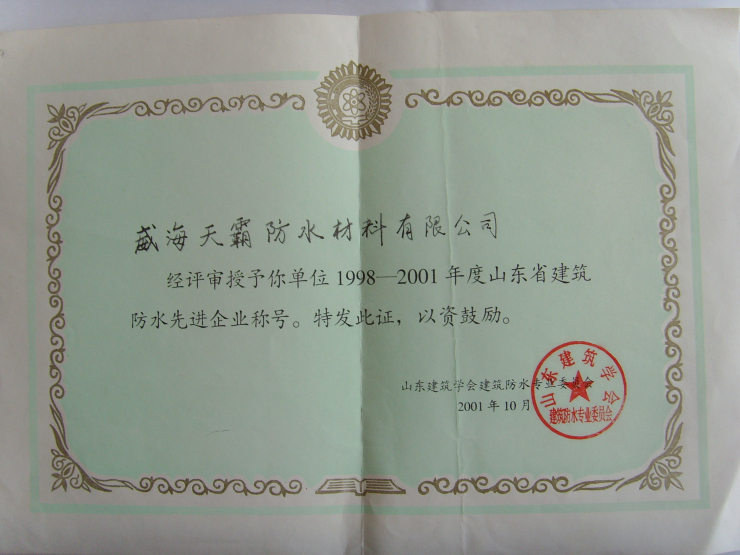 威海天霸防水材料有限公司
经评审授予你单位1998—2001年度山东省建筑
防水先进企业称号。特发此证，以资鼓励。
山东建筑学会建筑防水专业委员会
2001年10月
山东建筑学会
建筑防水专业委员会